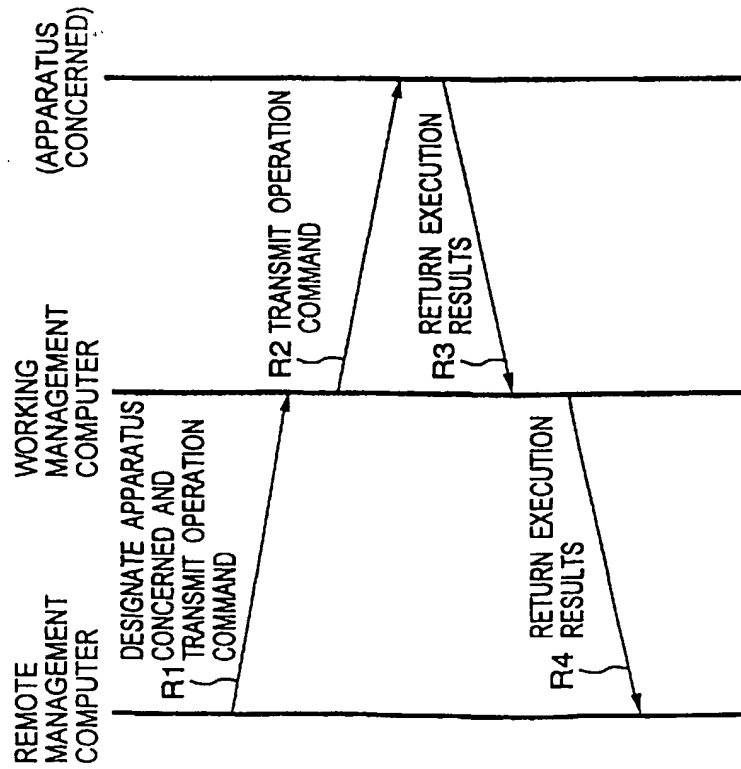 REMOTE
MANAGEMENT
COMPUTER
WORKING
MANAGEMENT
COMPUTER
(APPARATUS
CONCERNED)
DESIGNATE APPARATUS
CONCERNED AND
TRANSMIT OPERATION
COMMAND
R1
R2 TRANSMIT OPERATION
COMMAND
RETURN EXECUTION
RESULTS
R3
RETURN EXECUTION
RESULTS
R4